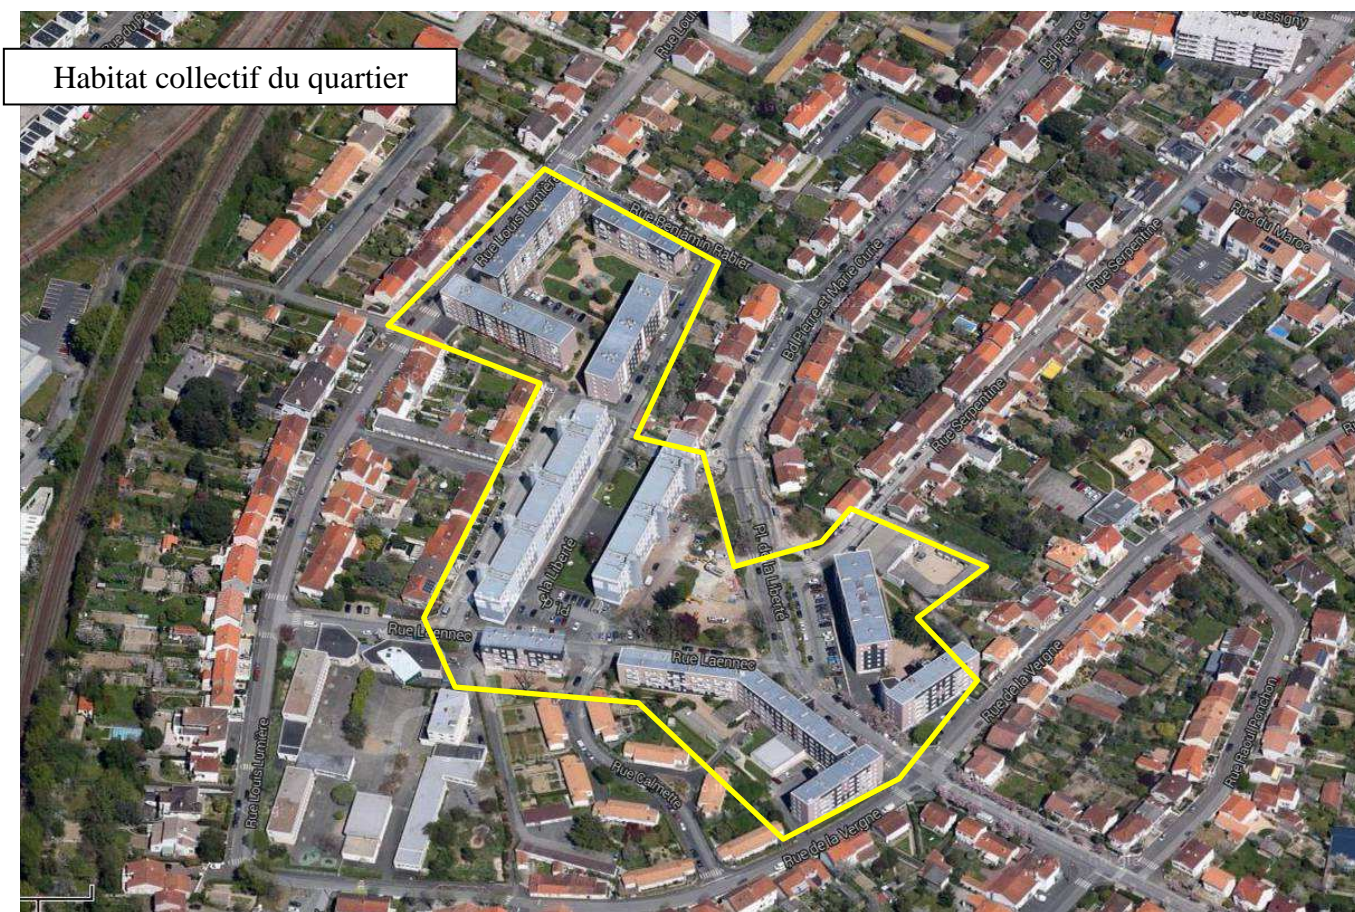 Habitat collectif du quartier
Rue Louis Lumière
Rue Benjamin Rabier
Bd Pierre et Marie Curie
Rue Serpentine
Rue du Maroc
Rue Serpentine
Pl. de la Liberté
Rue Laennec
Rue Laennec
Rue de la Vergne
Rue Louis Lumière
Rue Calmette
Rue Raoul Ponchon
Rue de la Vergne